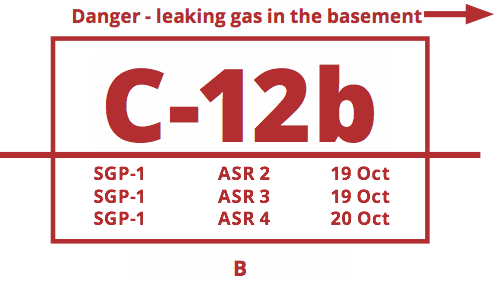 Danger - leaking gas in the basement
C-12b
SGP-1 ASR 2 19 Oct
SGP-1 ASR 3 19 Oct
SGP-1 ASR 4 20 Oct
B